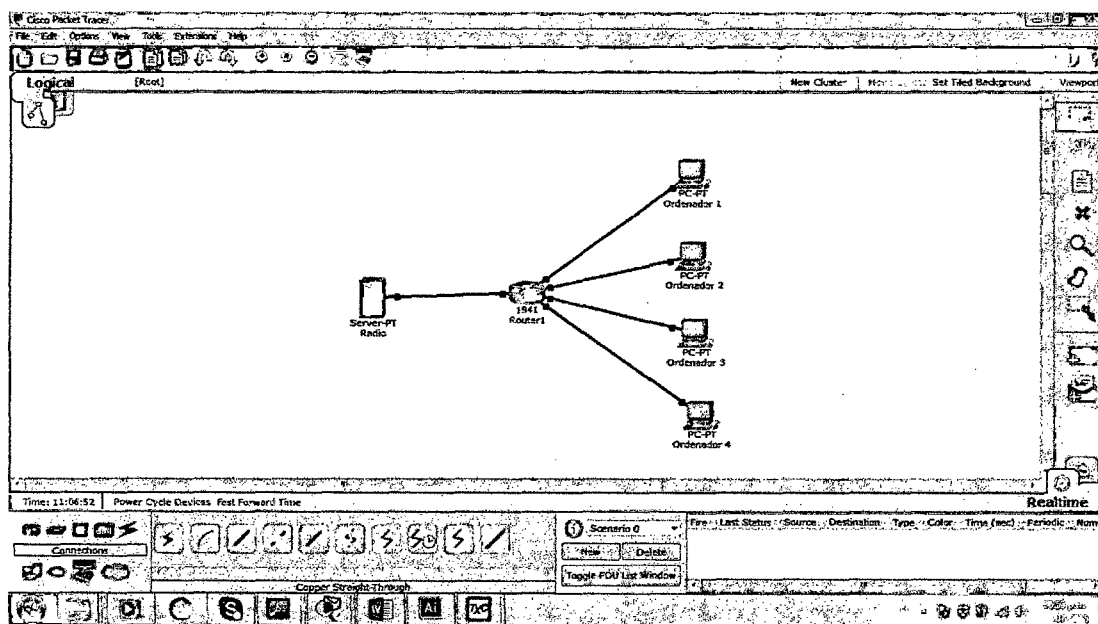 Cisco Packet Tracer
File Edit Options View Tools Extensions Help
Logical [Root] New Cluster Set Tiled Background Viewport
PC-PT
Ordenador 1
PC-PT
Ordenador 2
Server-PT
Radio
1941
Router1
PC-PT
Ordenador 3
PC-PT
Ordenador 4
Time: 11:06:52 Power Cycle Devices Fast Forward Time Realtime
Connections
Copper Straight-Through
Scenario 0
New Delete
Toggle PDU List Window
Fire Last Status Source Destination Type Color Time (sec) Periodic Num